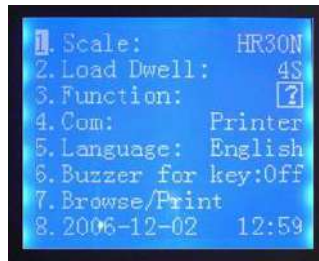 1.Scale: HR30N
2.Load Dwell: 4S
3.Function: ?
4.Com: Printer
5.Language: English
6.Buzzer for key:Off
7.Browse/Print
8.2006-12-02 12:59